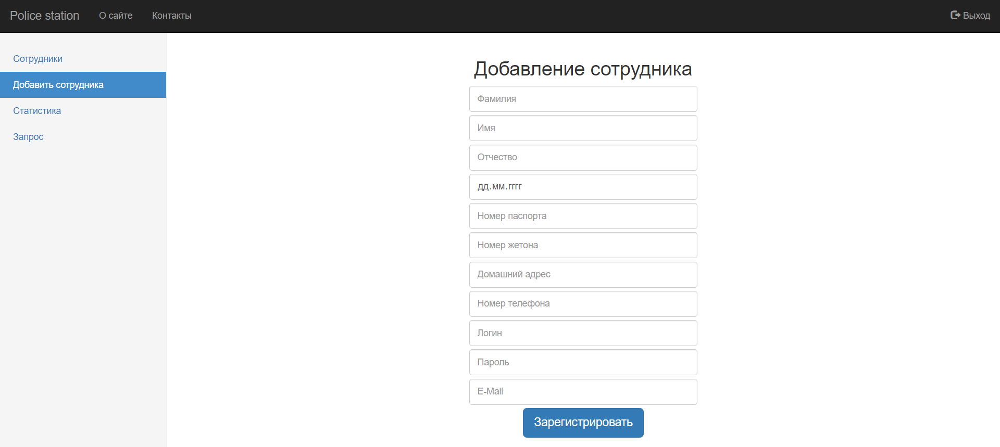 Police station
О сайте
Контакты
Выход
Сотрудники
Добавить сотрудника
Статистика
Запрос
Добавление сотрудника
Фамилия
Имя
Отчество
дд.мм.гггг
Номер паспорта
Номер жетона
Домашний адрес
Номер телефона
Логин
Пароль
E-Mail
Зарегистрировать